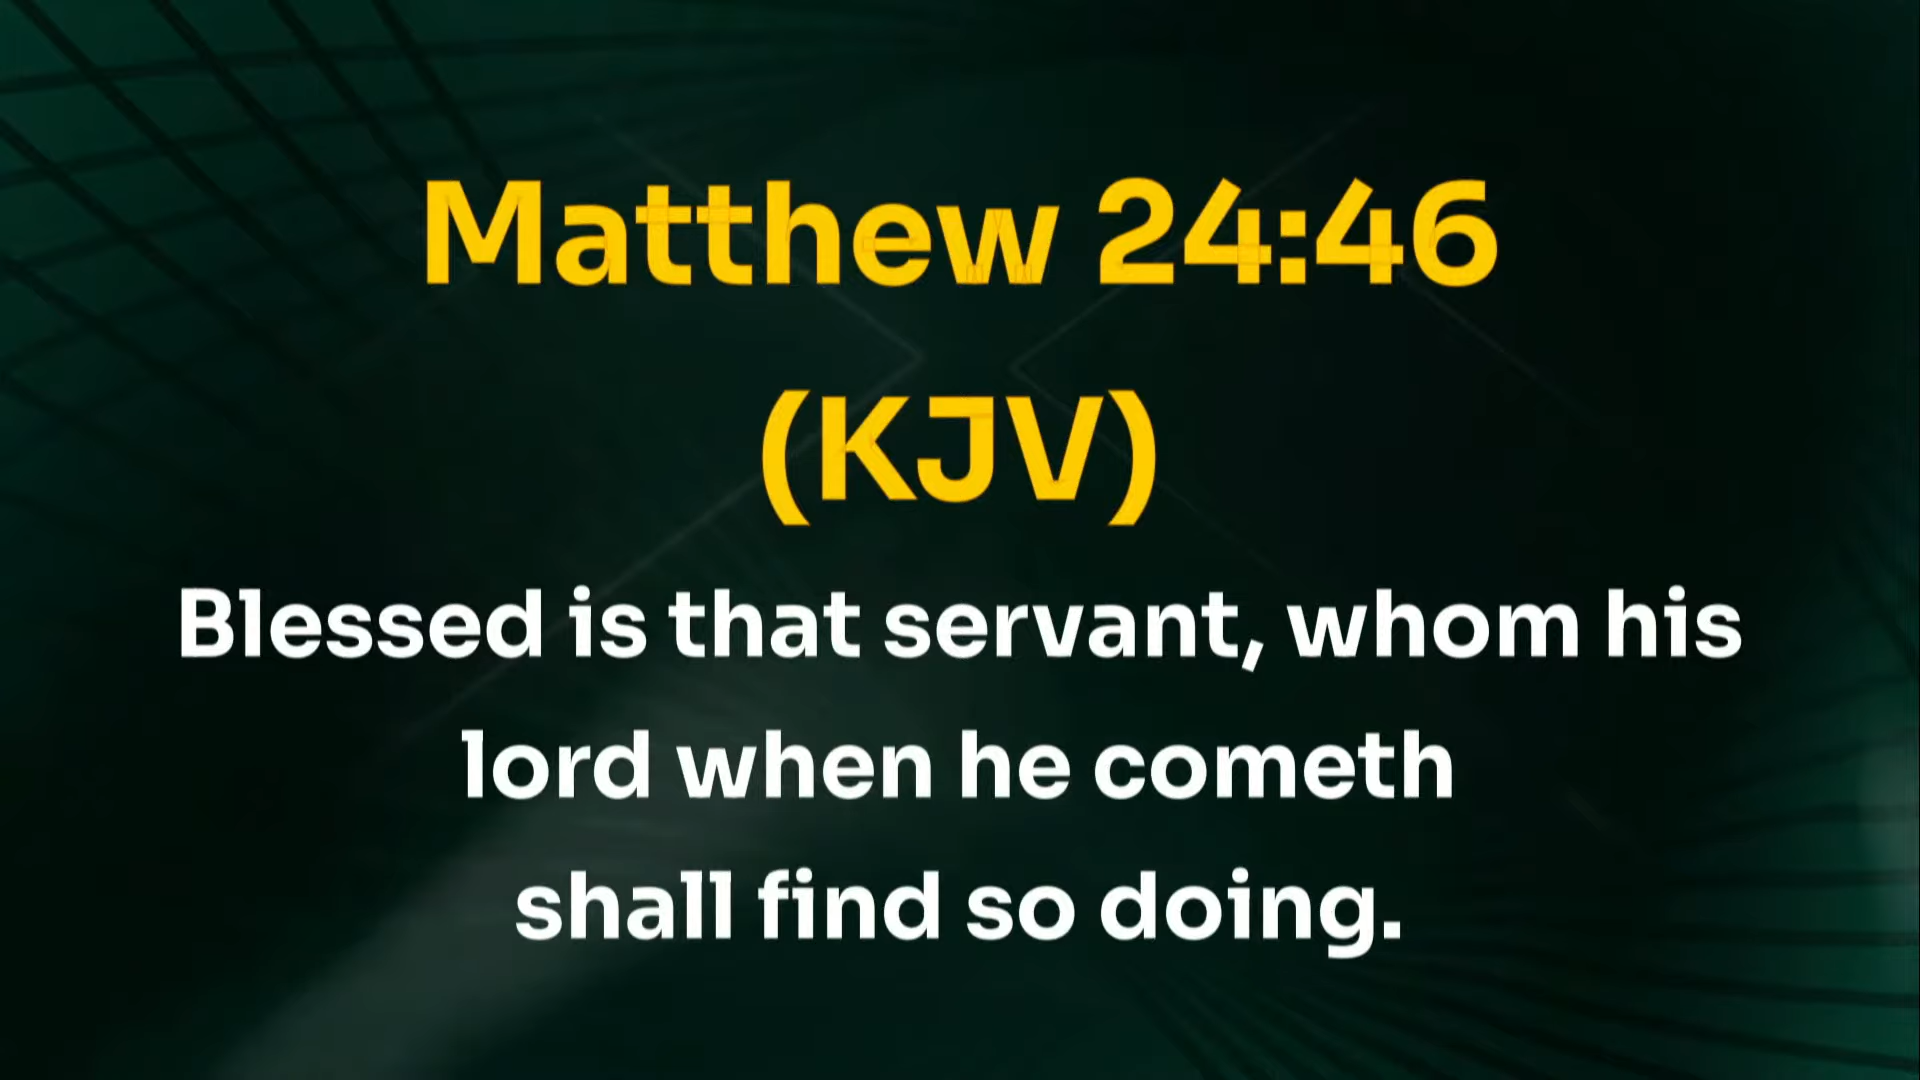 Matthew 24:46
(KJV)
Blessed is that servant, whom his
lord when he cometh
shall find so doing.